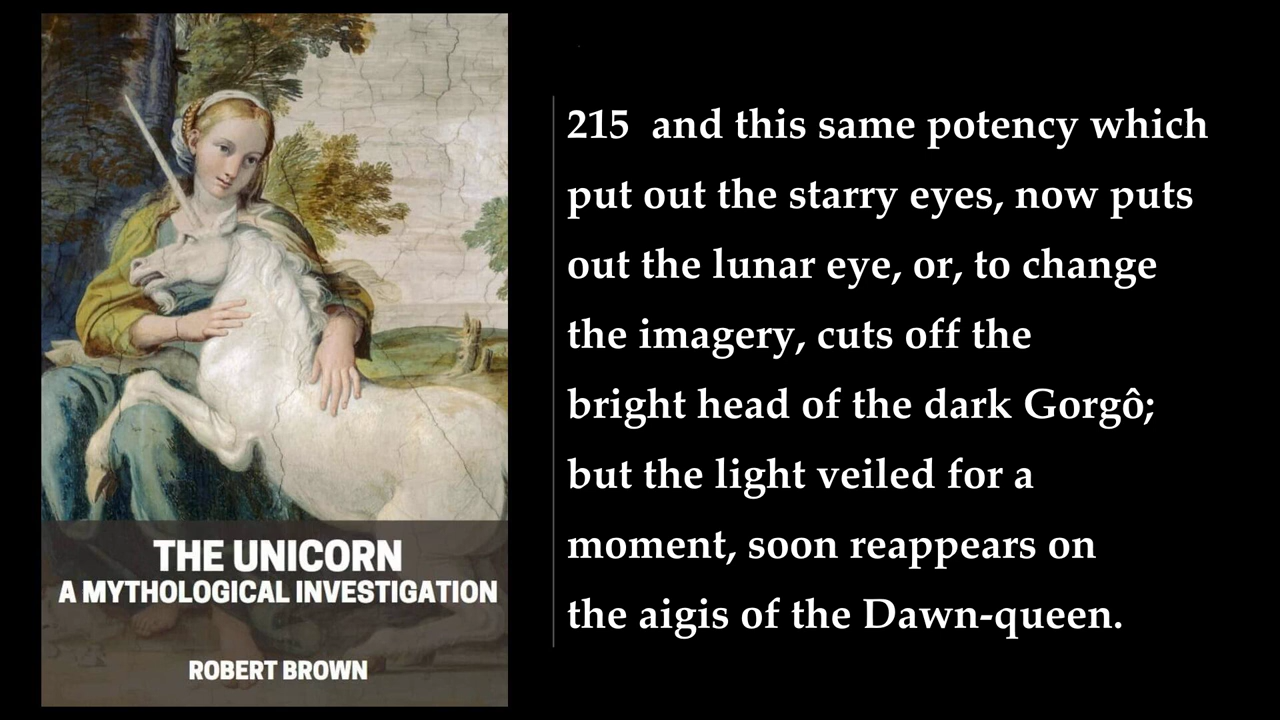 THE UNICORN
A MYTHOLOGICAL INVESTIGATION
ROBERT BROWN
215 and this same potency which
put out the starry eyes, now puts
out the lunar eye, or, to change
the imagery, cuts off the
bright head of the dark Gorgô;
but the light veiled for a
moment, soon reappears on
the aigis of the Dawn-queen.